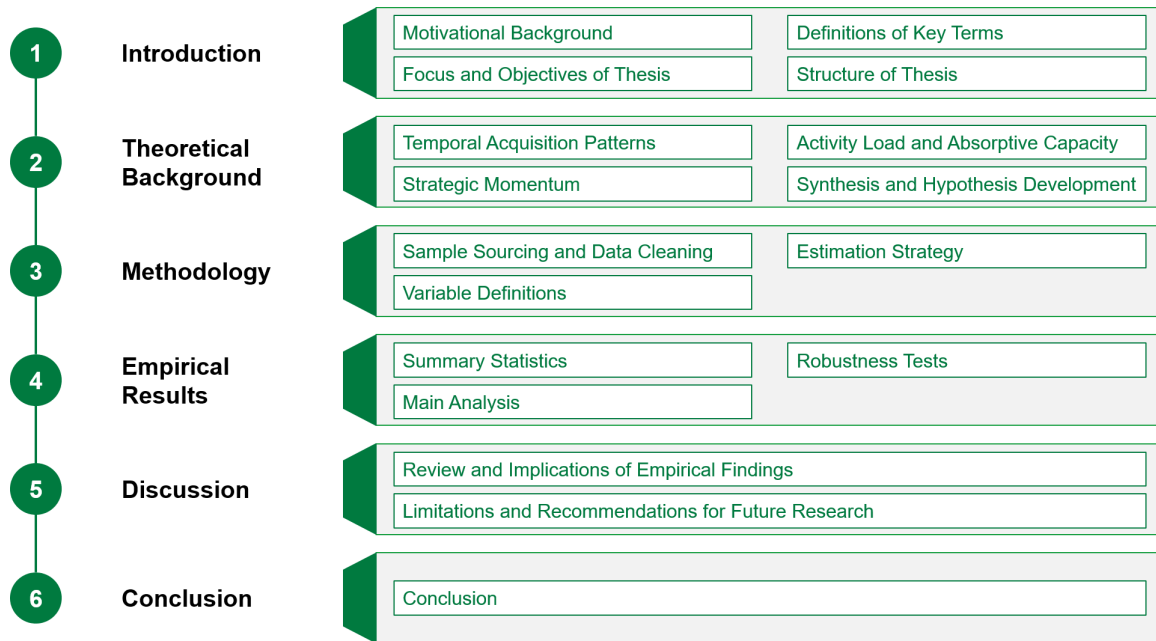 1
Introduction
Motivational Background
Definitions of Key Terms
Focus and Objectives of Thesis
Structure of Thesis
2
Theoretical
Background
Temporal Acquisition Patterns
Activity Load and Absorptive Capacity
Strategic Momentum
Synthesis and Hypothesis Development
3
Methodology
Sample Sourcing and Data Cleaning
Estimation Strategy
Variable Definitions
4
Empirical
Results
Summary Statistics
Robustness Tests
Main Analysis
5
Discussion
Review and Implications of Empirical Findings
Limitations and Recommendations for Future Research
6
Conclusion
Conclusion